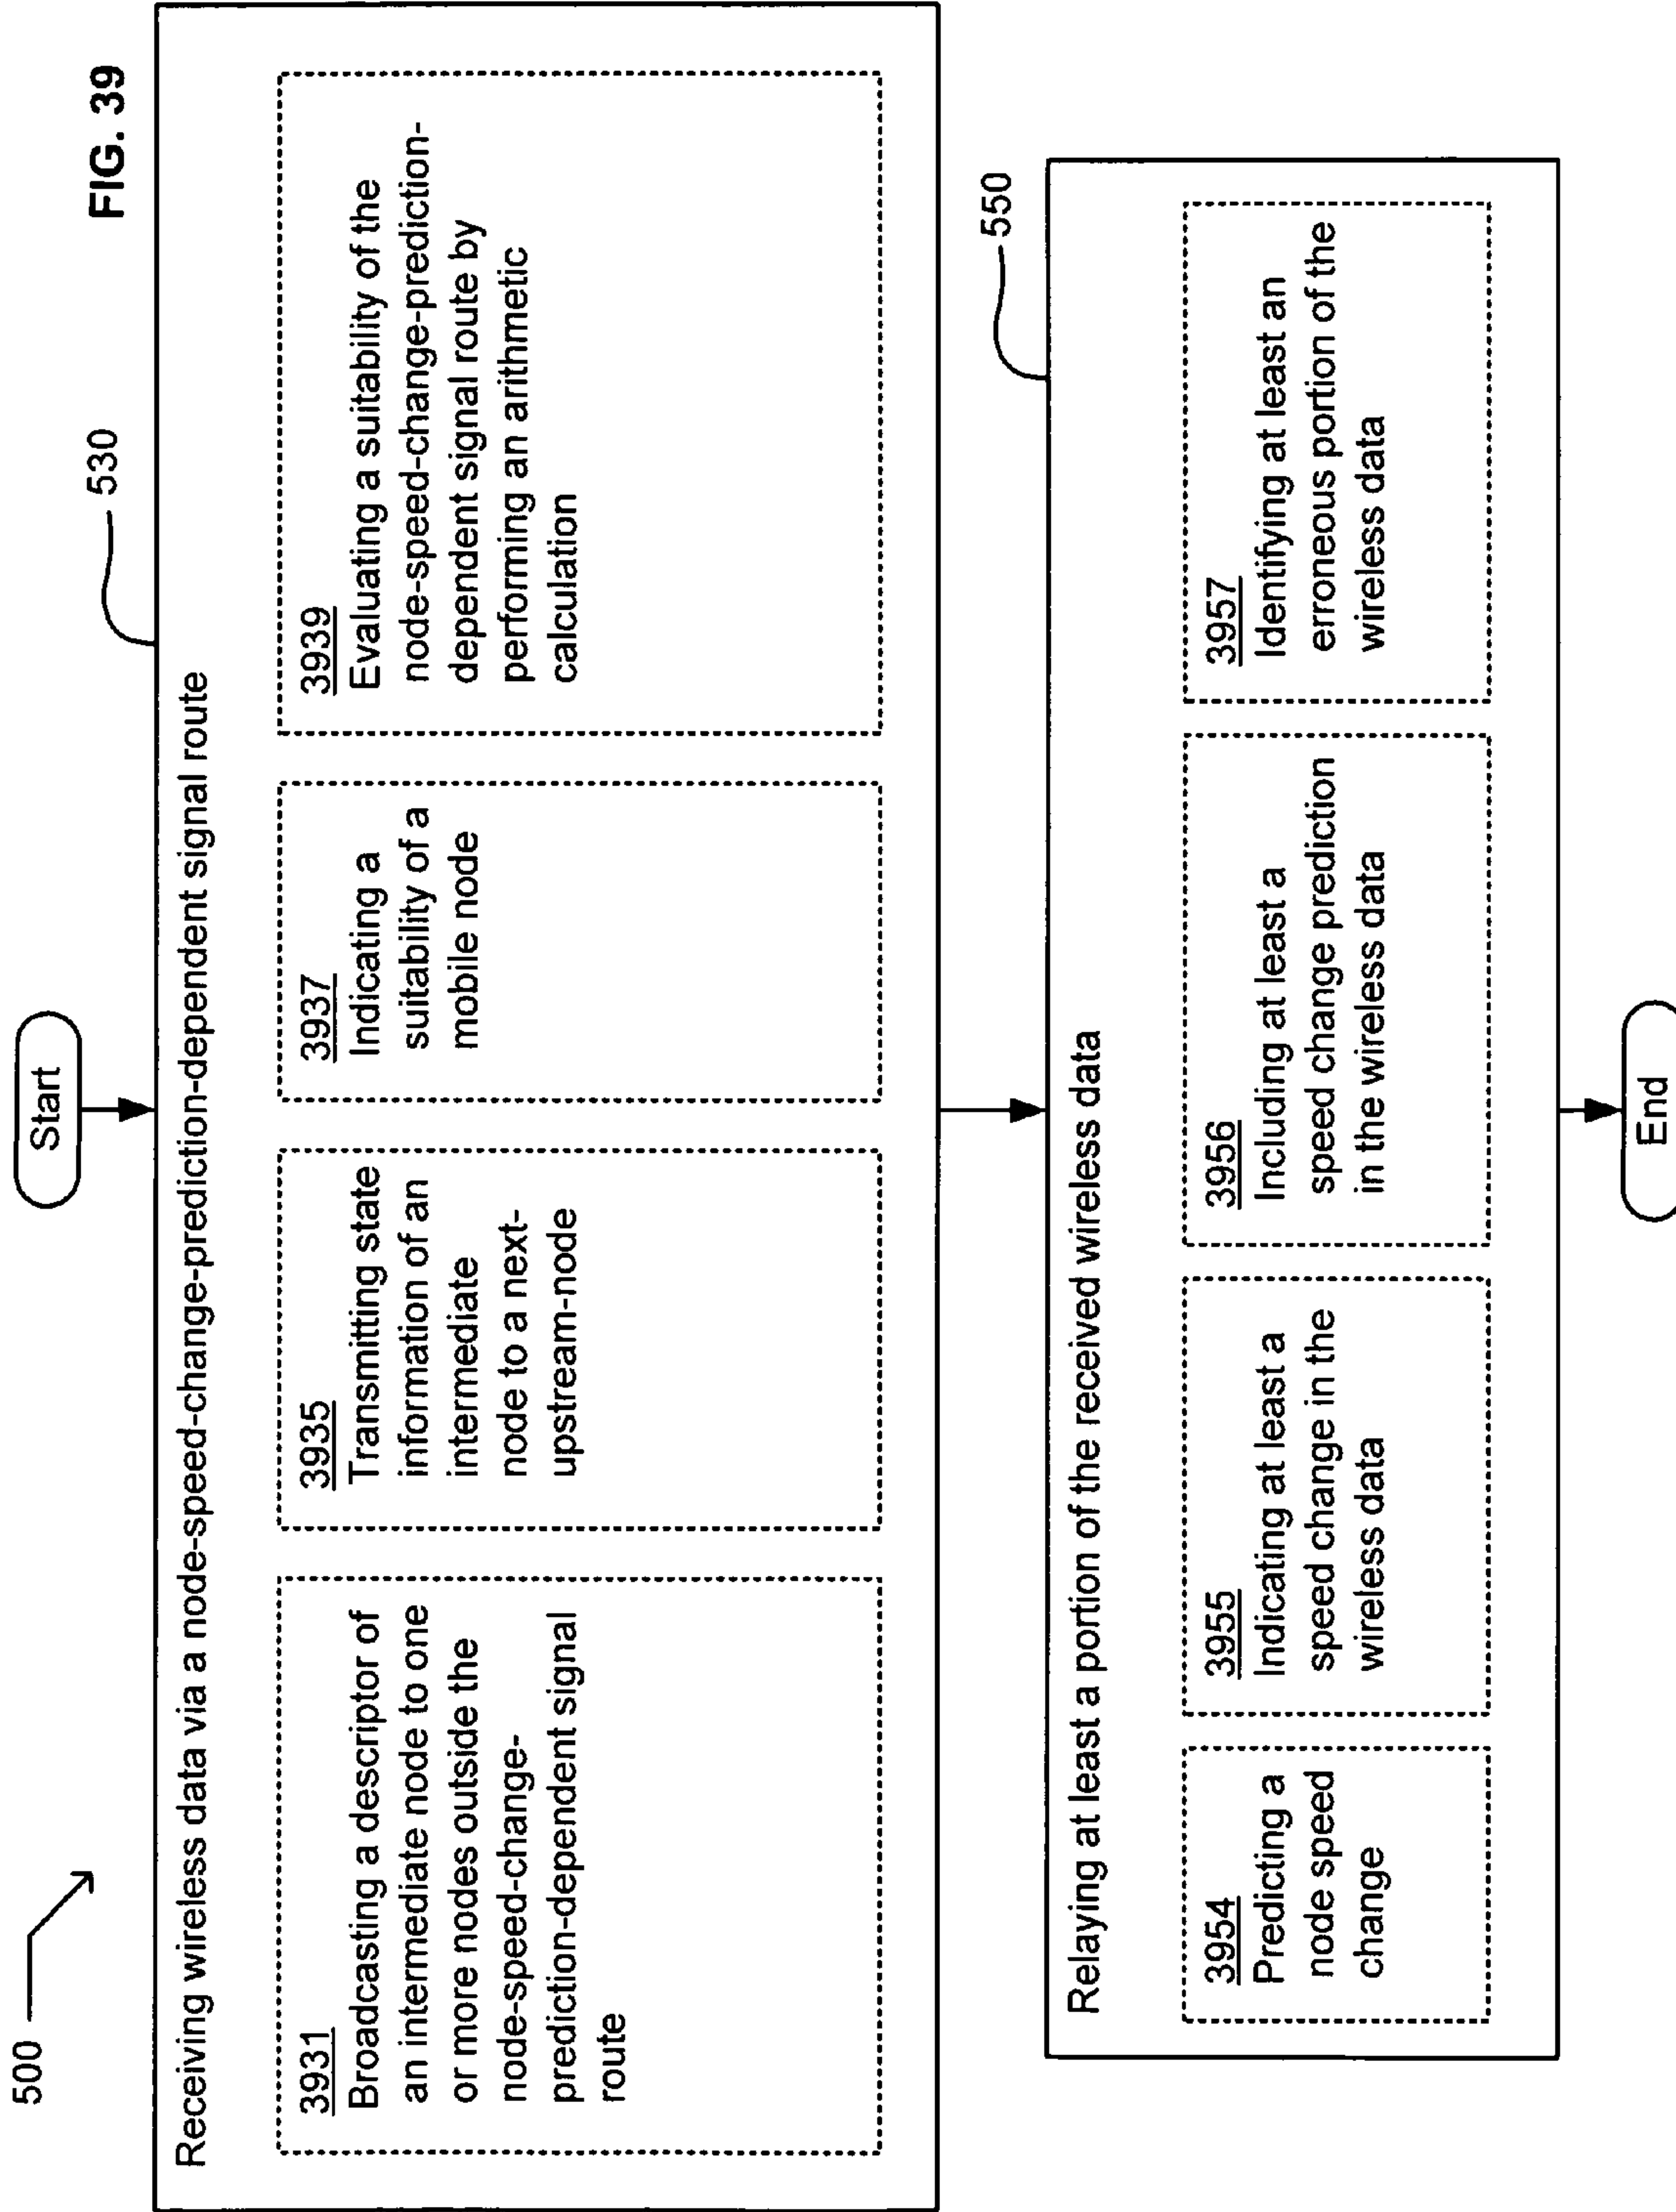 500
FIG. 39
Start
530
Receiving wireless data via a node-speed-change-prediction-dependent signal route
3931
Broadcasting a descriptor of
an intermediate node to one
or more nodes outside the
node-speed-change-
prediction-dependent signal
route
3935
Transmitting state
information of an
intermediate
node to a next-
upstream-node
3937
Indicating a
suitability of a
mobile node
3939
Evaluating a suitability of the
node-speed-change-prediction-
dependent signal route by
performing an arithmetic
calculation
550
Relaying at least a portion of the received wireless data
3954
Predicting a
node speed
change
3955
Indicating at least a
speed change in the
wireless data
3956
Including at least a
speed change prediction
in the wireless data
3957
Identifying at least an
erroneous portion of the
wireless data
End